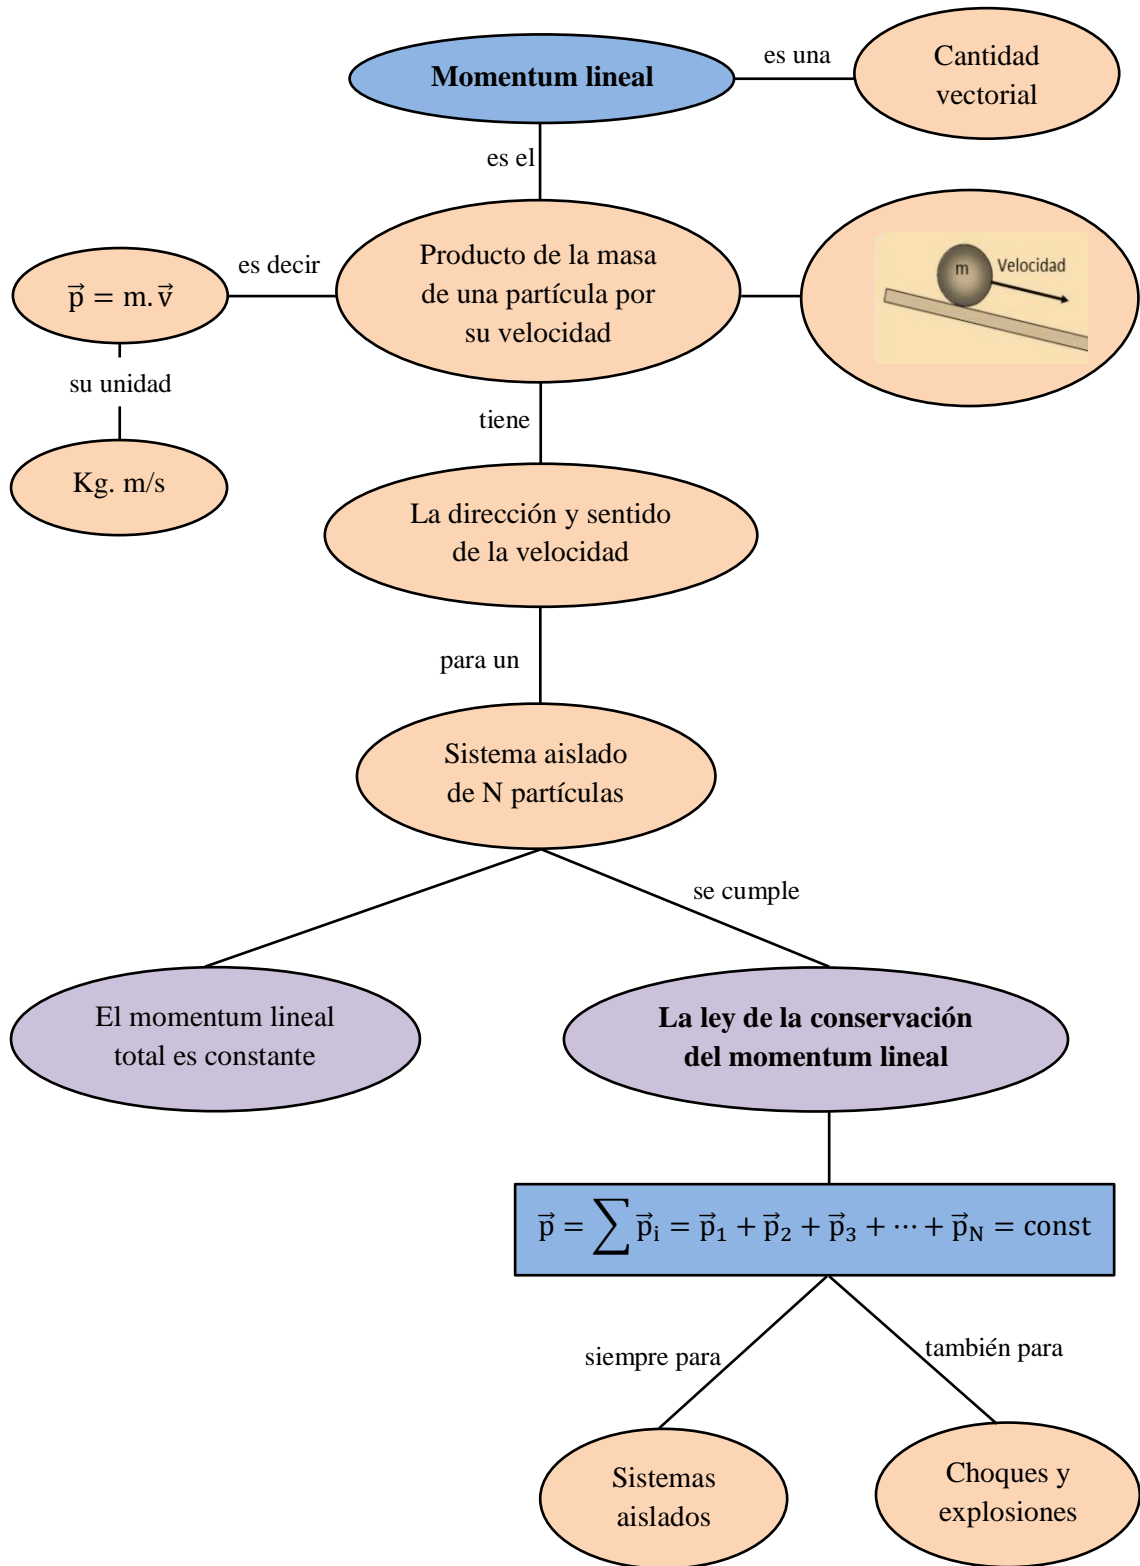 Momentum lineal
es una
Cantidad
vectorial
es el
Producto de la masa
de una partícula por
su velocidad
es decir
p⃗ = m. v⃗
su unidad
Kg. m/s
m
Velocidad
tiene
La dirección y sentido
de la velocidad
para un
Sistema aislado
de N partículas
se cumple
El momentum lineal
total es constante
La ley de la conservación
del momentum lineal
p⃗ = ∑ p⃗ᵢ = p⃗₁ + p⃗₂ + p⃗₃ + ⋯ + p⃗_N = const
siempre para
también para
Sistemas
aislados
Choques y
explosiones